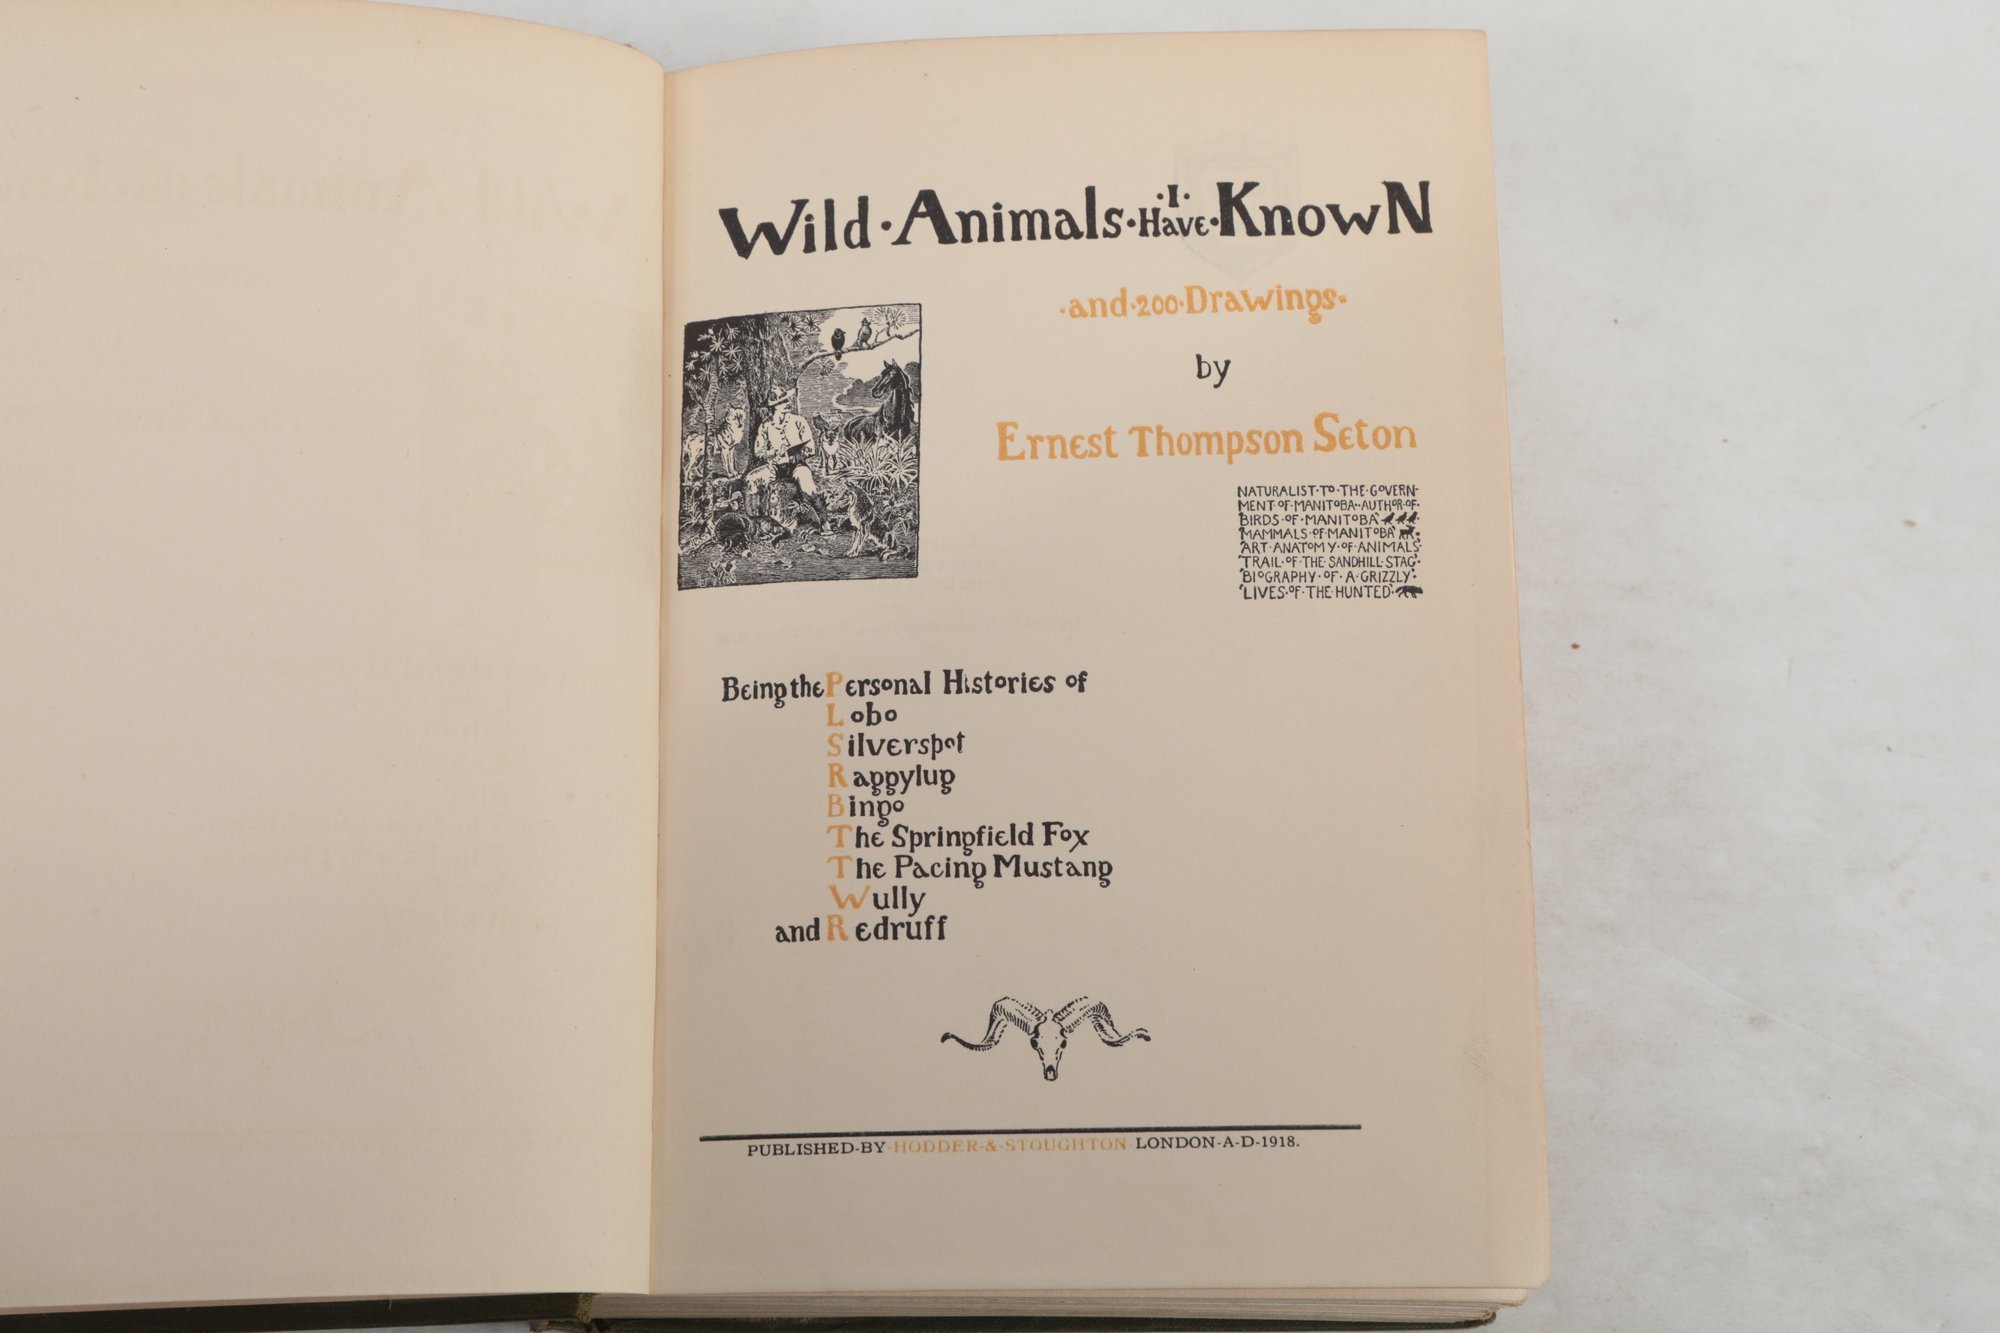 Wild · Animals · I · Have · Known
· and · 200 · Drawings ·
by
Ernest Thompson Seton
NATURALIST · TO · THE · GOVERN-
MENT · OF · MANITOBA · AUTHOR · OF ·
'BIRDS · OF · MANITOBA'
'MAMMALS · OF · MANITOBA'
'ART · ANATOMY · OF · ANIMALS'
'TRAIL · OF · THE · SANDHILL · STAG'
'BIOGRAPHY · OF · A · GRIZZLY'
'LIVES · OF · THE · HUNTED'
Being the Personal Histories of
Lobo
Silverspot
Raggylug
Bingo
The Springfield Fox
The Pacing Mustang
Wully
and Redruff
PUBLISHED-BY-HODDER-&-STOUGHTON-LONDON-A-D-1918.